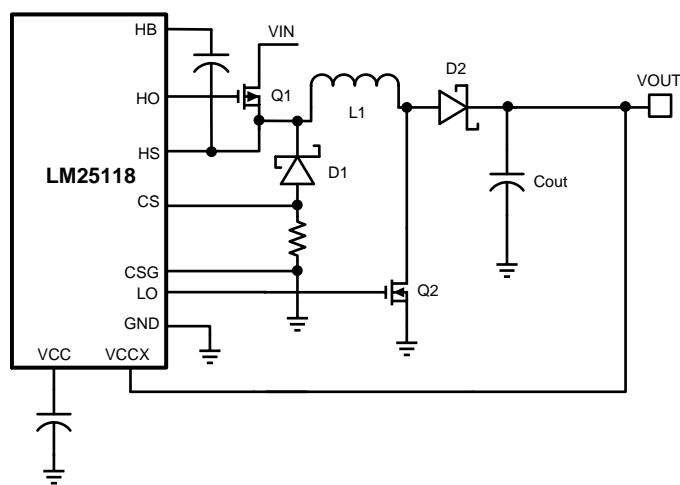 HB
VIN
D2
VOUT
HO
Q1
L1
HS
LM25118
D1
Cout
CS
CSG
LO
Q2
GND
VCC
VCCX